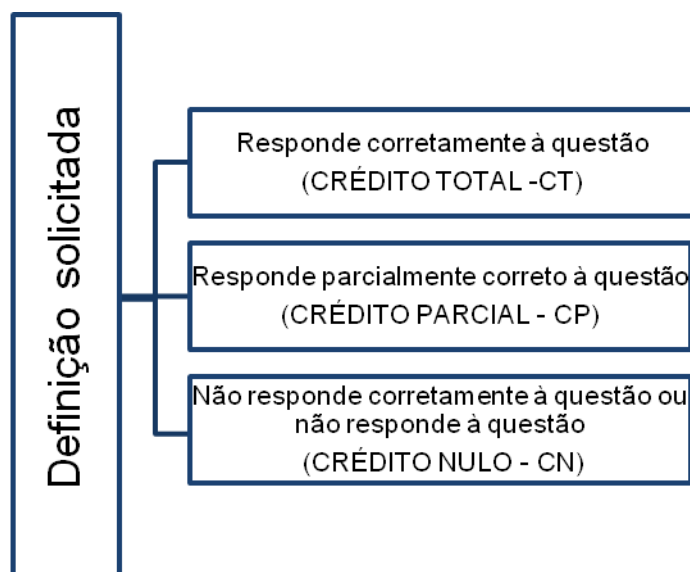 Definição solicitada
Responde corretamente à questão
(CRÉDITO TOTAL -CT)
Responde parcialmente correto à questão
(CRÉDITO PARCIAL - CP)
Não responde corretamente à questão ou
não responde à questão
(CRÉDITO NULO - CN)